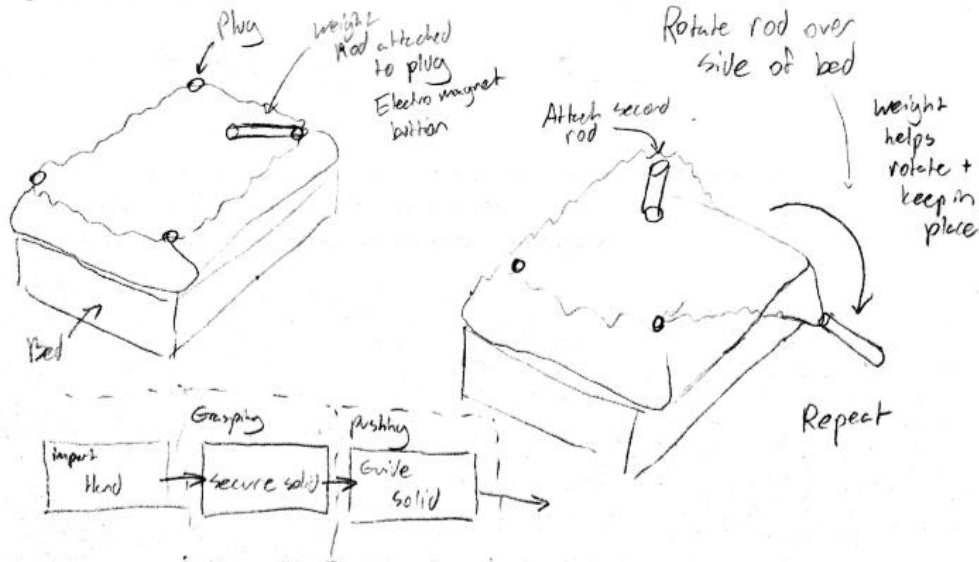 Plug
weight
Rod attached
to plug
Electro magnet
button
Bed
Rotate rod over
side of bed
Attach second
rod
weight
helps
rotate +
keep in
place
Repeat
Grasping
pushing
import
Hand
Secure solid
Guide
solid